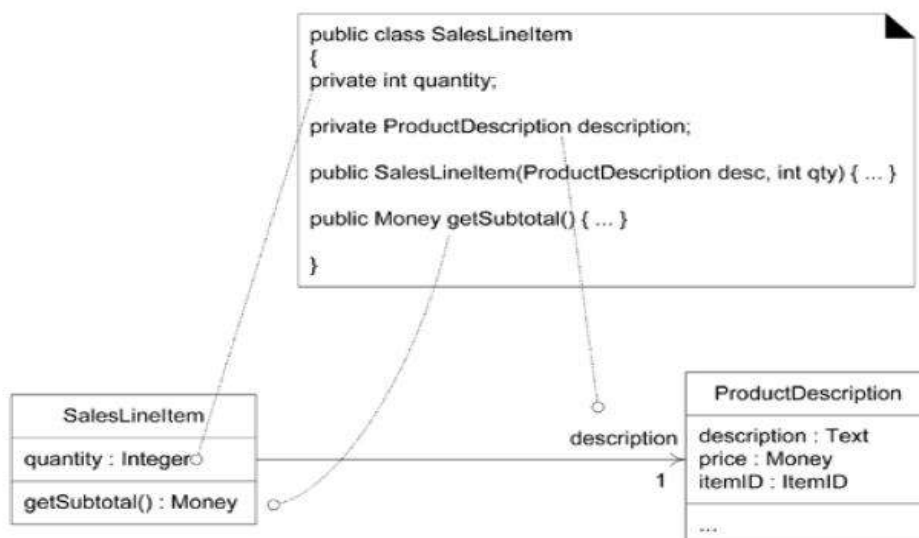 public class SalesLineItem
{
private int quantity;
private ProductDescription description;
public SalesLineItem(ProductDescription desc, int qty) { ... }
public Money getSubtotal() { ... }
}
SalesLineItem
quantity : Integer
getSubtotal() : Money
description
1
ProductDescription
description : Text
price : Money
itemID : ItemID
...